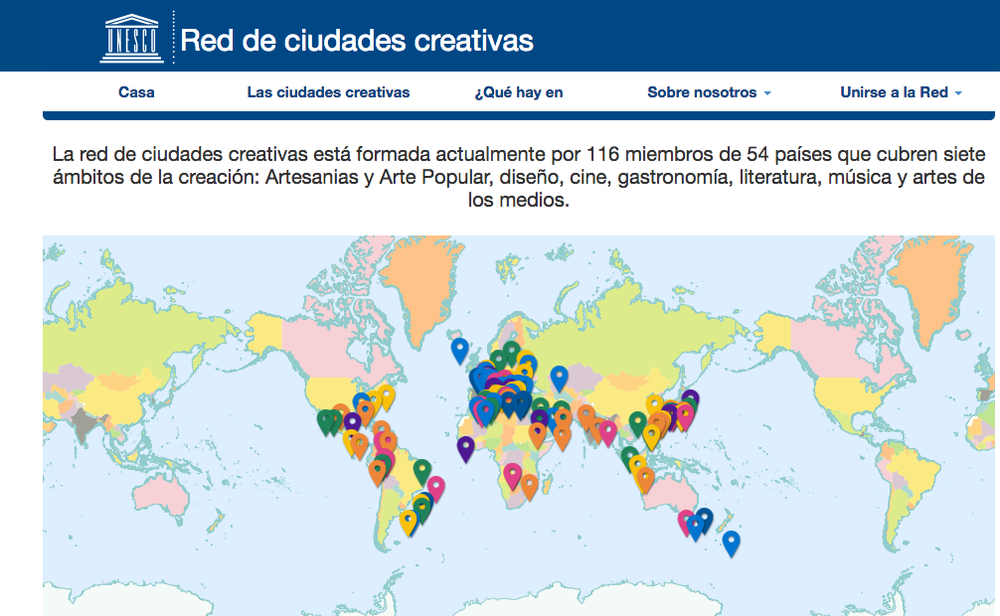 UNESCO
Red de ciudades creativas
Casa
Las ciudades creativas
¿Qué hay en
Sobre nosotros
Unirse a la Red
La red de ciudades creativas está formada actualmente por 116 miembros de 54 países que cubren siete
ámbitos de la creación: Artesanias y Arte Popular, diseño, cine, gastronomía, literatura, música y artes de
los medios.